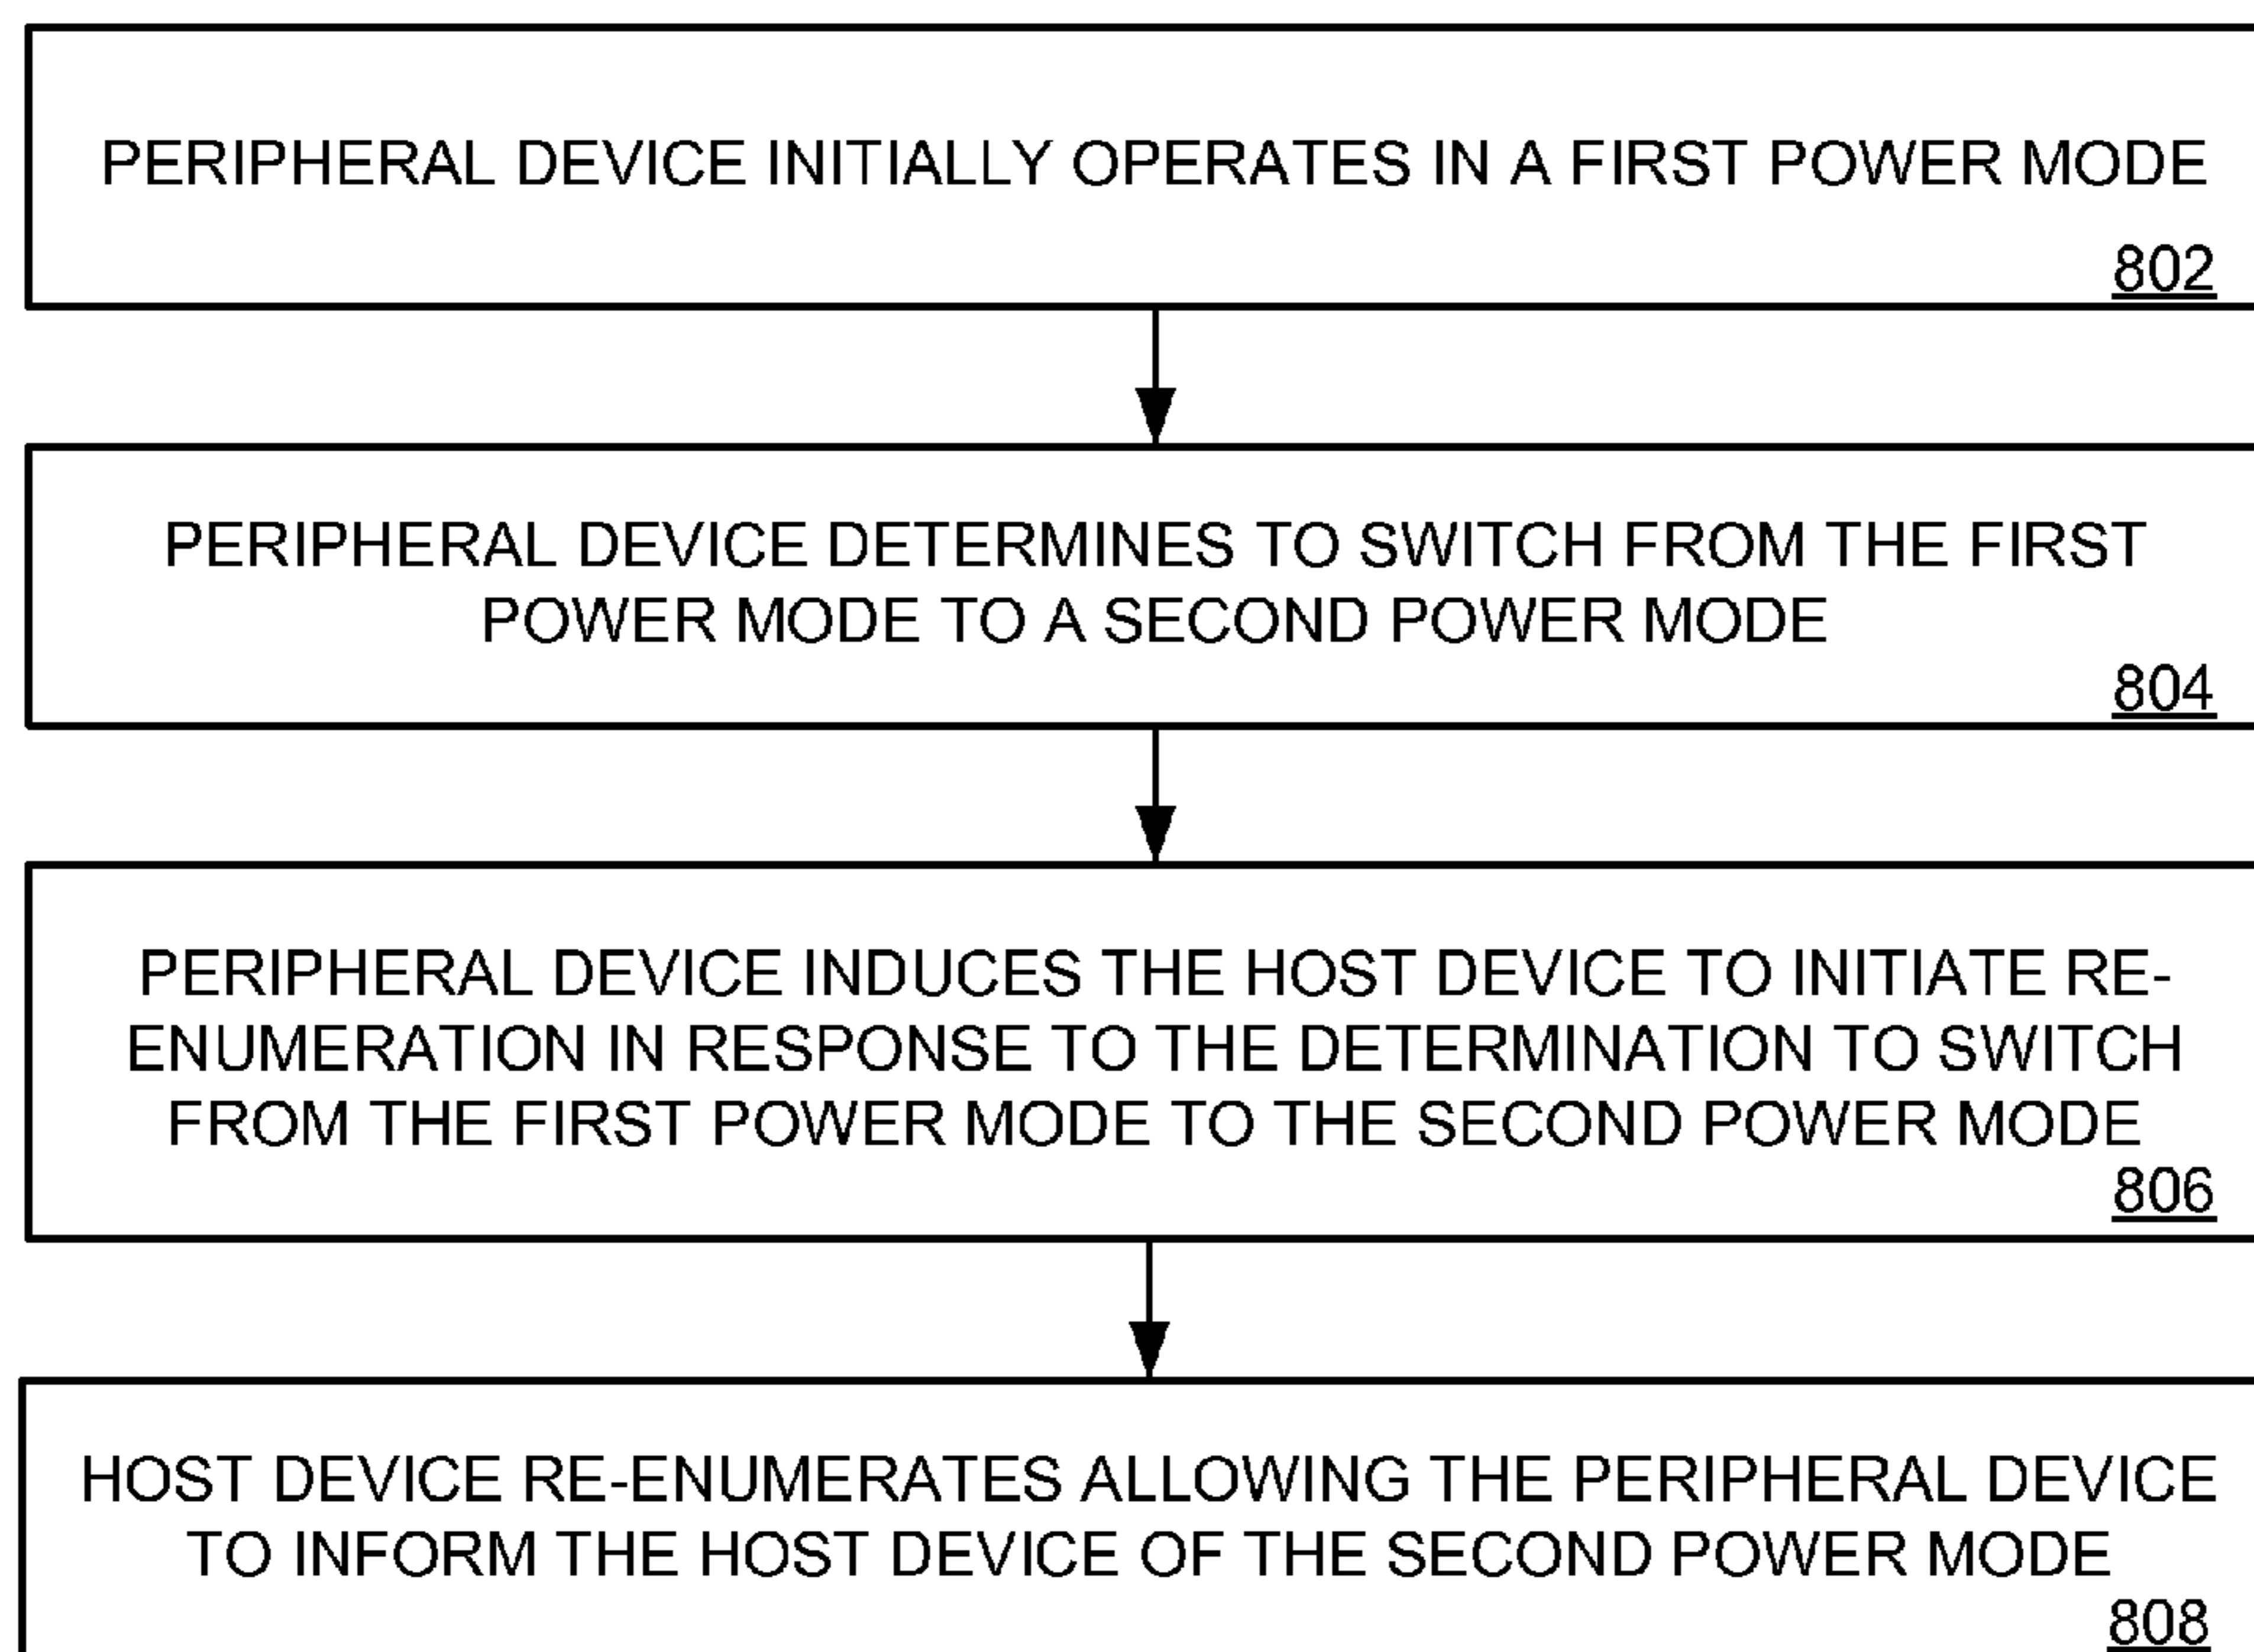 PERIPHERAL DEVICE INITIALLY OPERATES IN A FIRST POWER MODE
802
PERIPHERAL DEVICE DETERMINES TO SWITCH FROM THE FIRST
POWER MODE TO A SECOND POWER MODE
804
PERIPHERAL DEVICE INDUCES THE HOST DEVICE TO INITIATE RE-
ENUMERATION IN RESPONSE TO THE DETERMINATION TO SWITCH
FROM THE FIRST POWER MODE TO THE SECOND POWER MODE
806
HOST DEVICE RE-ENUMERATES ALLOWING THE PERIPHERAL DEVICE
TO INFORM THE HOST DEVICE OF THE SECOND POWER MODE
808